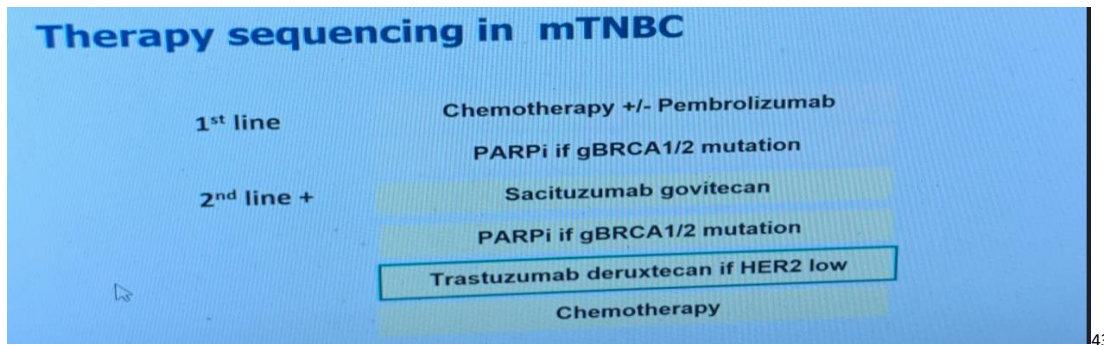 Therapy sequencing in mTNBC
1st line
Chemotherapy +/- Pembrolizumab
PARPi if gBRCA1/2 mutation
2nd line +
Sacituzumab govitecan
PARPi if gBRCA1/2 mutation
Trastuzumab deruxtecan if HER2 low
Chemotherapy